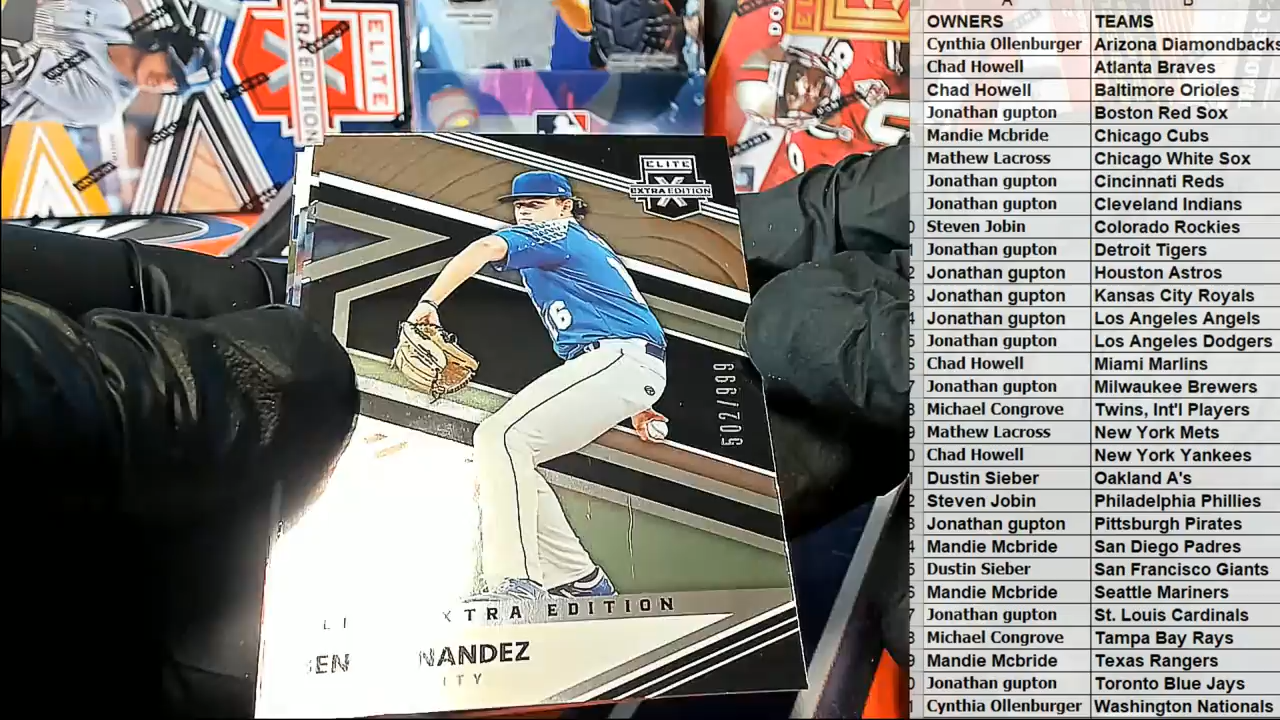 EXTRA EDITION
ELITE
ELITE
EXTRA EDITION
16
502/999
XTRA EDITION
NANDEZ
ITY
A B
OWNERS TEAMS
Cynthia Ollenburger Arizona Diamondbacks
Chad Howell Atlanta Braves
Chad Howell Baltimore Orioles
Jonathan gupton Boston Red Sox
Mandie Mcbride Chicago Cubs
Mathew Lacross Chicago White Sox
Jonathan gupton Cincinnati Reds
Jonathan gupton Cleveland Indians
Steven Jobin Colorado Rockies
Jonathan gupton Detroit Tigers
Jonathan gupton Houston Astros
Jonathan gupton Kansas City Royals
Jonathan gupton Los Angeles Angels
Jonathan gupton Los Angeles Dodgers
Chad Howell Miami Marlins
Jonathan gupton Milwaukee Brewers
Michael Congrove Twins, Int'l Players
Mathew Lacross New York Mets
Chad Howell New York Yankees
Dustin Sieber Oakland A's
Steven Jobin Philadelphia Phillies
Jonathan gupton Pittsburgh Pirates
Mandie Mcbride San Diego Padres
Dustin Sieber San Francisco Giants
Mandie Mcbride Seattle Mariners
Jonathan gupton St. Louis Cardinals
Michael Congrove Tampa Bay Rays
Mandie Mcbride Texas Rangers
Jonathan gupton Toronto Blue Jays
Cynthia Ollenburger Washington Nationals